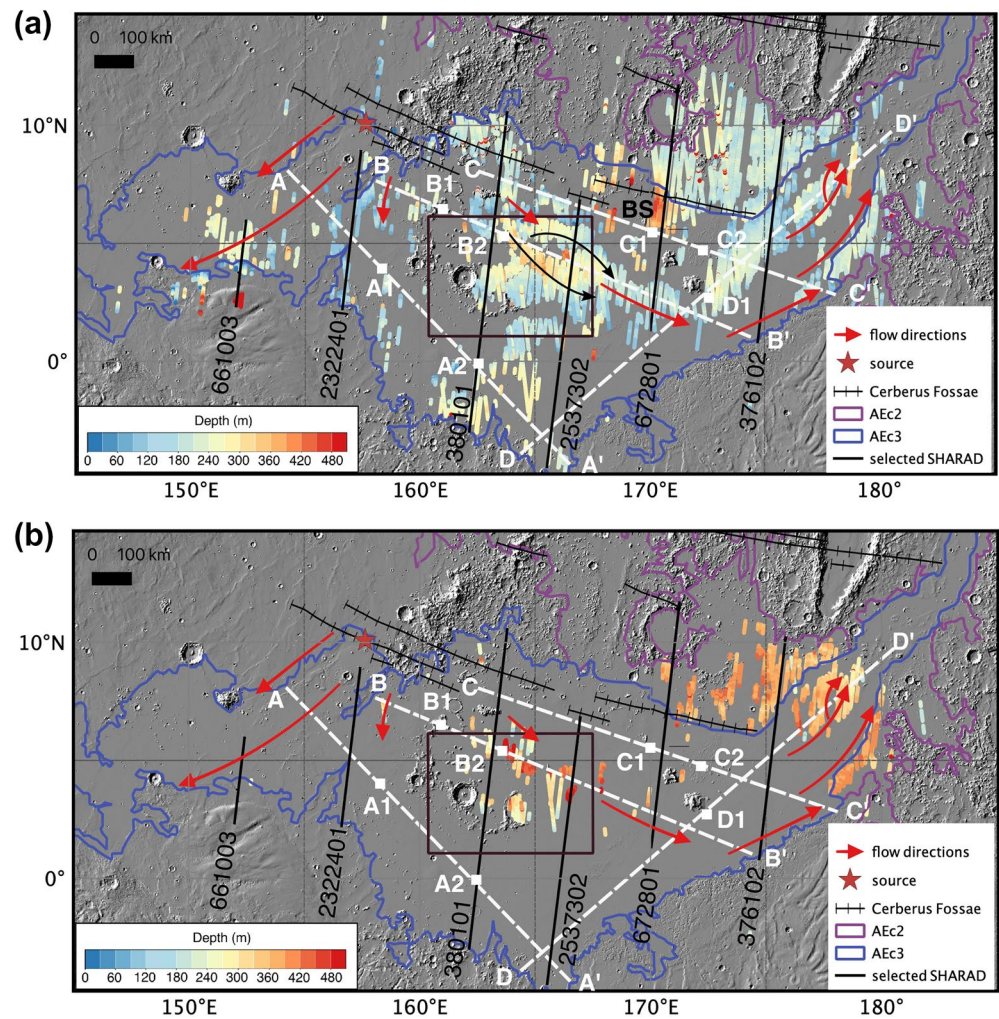 (a)
0 100 km
10°N
0°
A
B
B1
C
B2
BS
C1
C2
D'
A1
D1
C'
B'
A2
D
A'
661003
2322401
380101
2537302
672801
376102
Depth (m)
0 60 120 180 240 300 360 420 480
flow directions
source
Cerberus Fossae
AEc2
AEc3
selected SHARAD
150°E 160°E 170°E 180°
(b)
0 100 km
10°N
0°
A
B
B1
C
B2
C1
C2
D'
A1
D1
C'
B'
A2
D
A'
661003
2322401
380101
2537302
672801
376102
Depth (m)
0 60 120 180 240 300 360 420 480
flow directions
source
Cerberus Fossae
AEc2
AEc3
selected SHARAD
150°E 160°E 170°E 180°